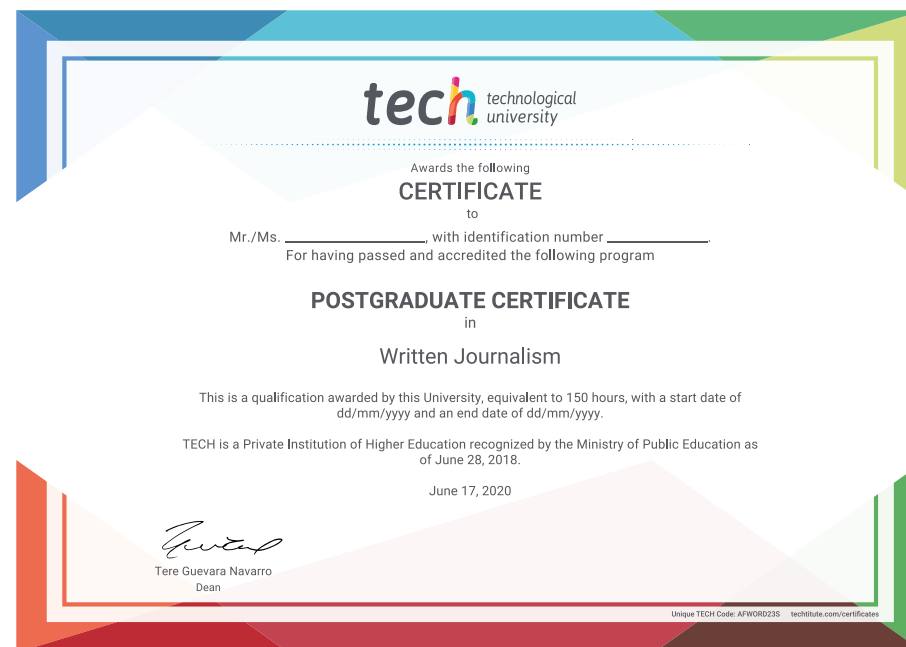 tech technological
university
Awards the following
CERTIFICATE
to
Mr./Ms. ____________________, with identification number ______________.
For having passed and accredited the following program
POSTGRADUATE CERTIFICATE
in
Written Journalism
This is a qualification awarded by this University, equivalent to 150 hours, with a start date of
dd/mm/yyyy and an end date of dd/mm/yyyy.
TECH is a Private Institution of Higher Education recognized by the Ministry of Public Education as
of June 28, 2018.
June 17, 2020
Tere Guevara Navarro
Dean
Unique TECH Code: AFWORD23S techtitute.com/certificates